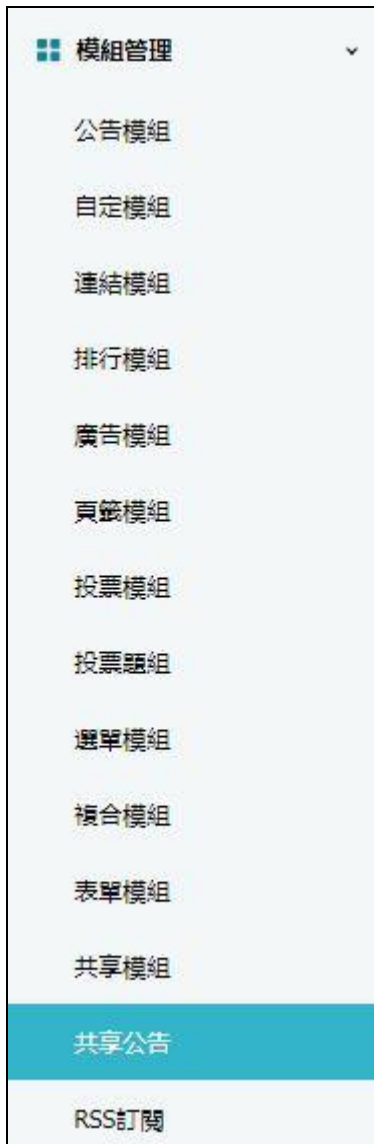 模組管理
公告模組
自定模組
連結模組
排行模組
廣告模組
頁籤模組
投票模組
投票題組
選單模組
複合模組
表單模組
共享模組
共享公告
RSS訂閱